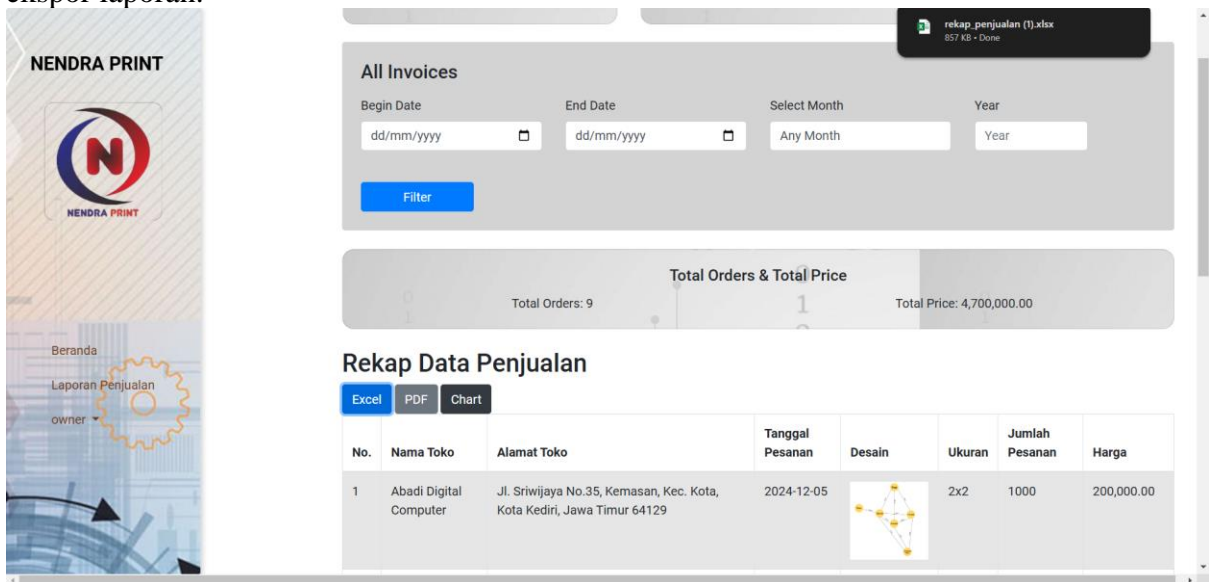 ekspor laporan.
rekap_penjualan (1).xlsx
857 KB • Done
NENDRA PRINT
N
NENDRA PRINT
Beranda
Laporan Penjualan
owner
All Invoices
Begin Date End Date Select Month Year
dd/mm/yyyy dd/mm/yyyy Any Month Year
Filter
Total Orders & Total Price
Total Orders: 9 Total Price: 4,700,000.00
Rekap Data Penjualan
Excel PDF Chart
No. Nama Toko Alamat Toko Tanggal Pesanan Desain Ukuran Jumlah Pesanan Harga
1 Abadi Digital Computer Jl. Sriwijaya No.35, Kemasan, Kec. Kota, Kota Kediri, Jawa Timur 64129 2024-12-05 2x2 1000 200,000.00